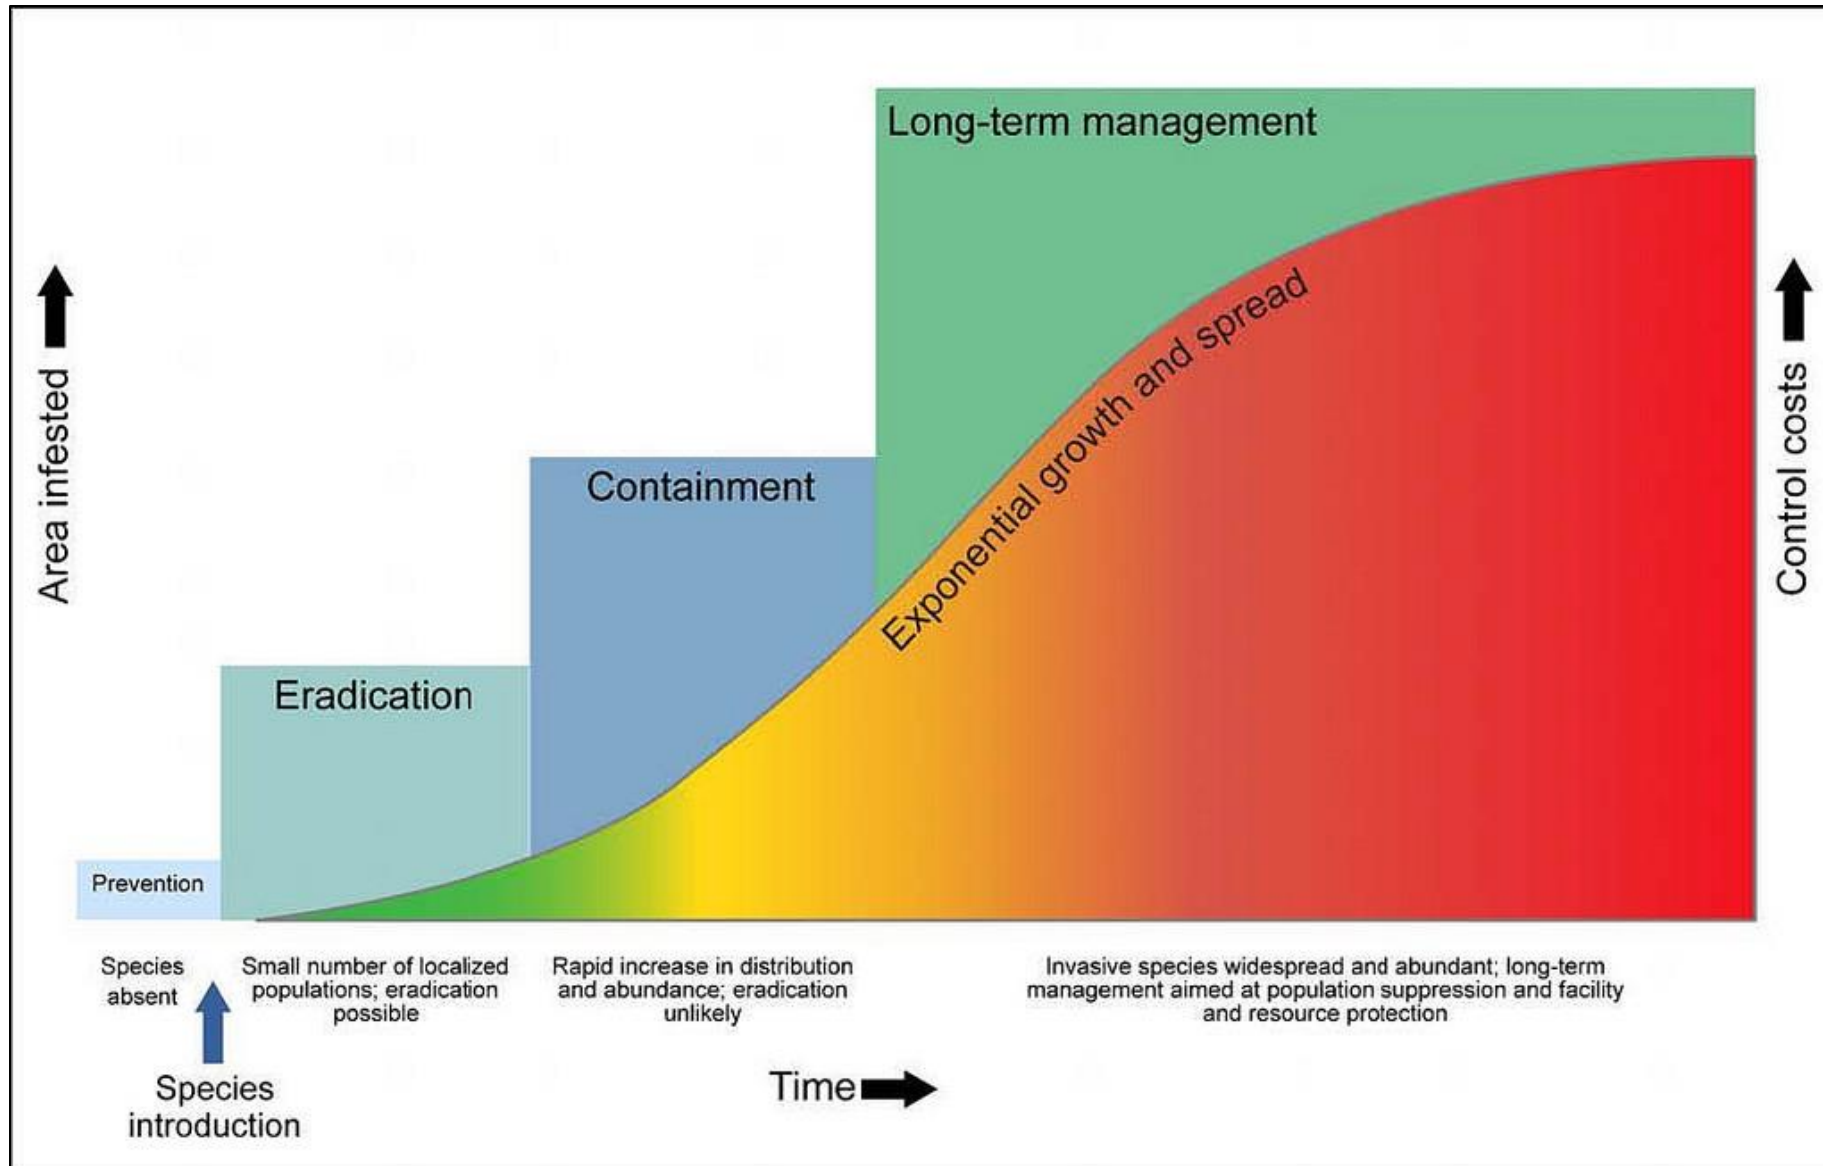 Long-term management
Containment
Eradication
Prevention
Exponential growth and spread
Area infested
Control costs
Species
absent
Small number of localized
populations; eradication
possible
Rapid increase in distribution
and abundance; eradication
unlikely
Invasive species widespread and abundant; long-term
management aimed at population suppression and facility
and resource protection
Species
introduction
Time